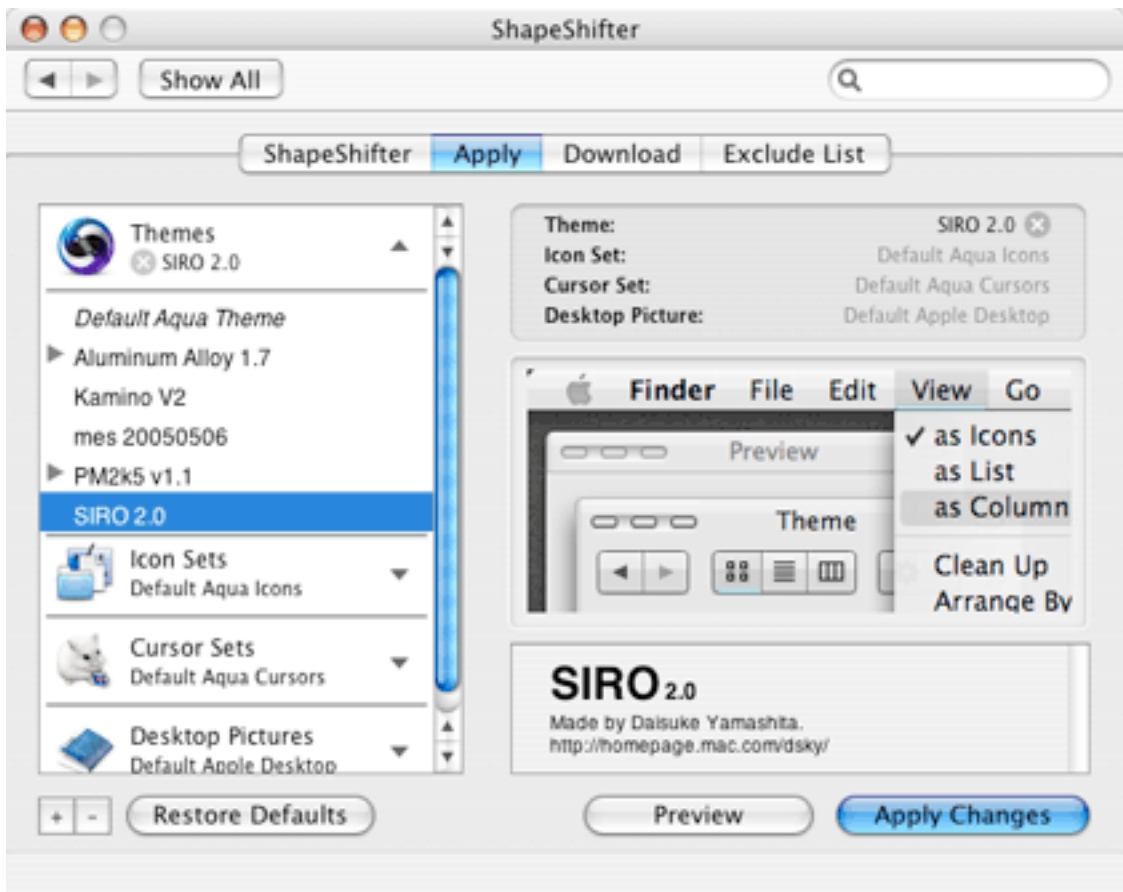 ShapeShifter
Show All
ShapeShifter Apply Download Exclude List
Themes
SIRO 2.0
Default Aqua Theme
Aluminum Alloy 1.7
Kamino V2
mes 20050506
PM2k5 v1.1
SIRO 2.0
Icon Sets
Default Aqua Icons
Cursor Sets
Default Aqua Cursors
Desktop Pictures
Default Apple Desktop
+ - Restore Defaults
Theme: SIRO 2.0
Icon Set: Default Aqua Icons
Cursor Set: Default Aqua Cursors
Desktop Picture: Default Apple Desktop
Finder File Edit View Go
✓ as Icons
as List
as Column
Clean Up
Arrange By
Preview
Theme
SIRO 2.0
Made by Daisuke Yamashita.
http://homepage.mac.com/dsky/
Preview Apply Changes